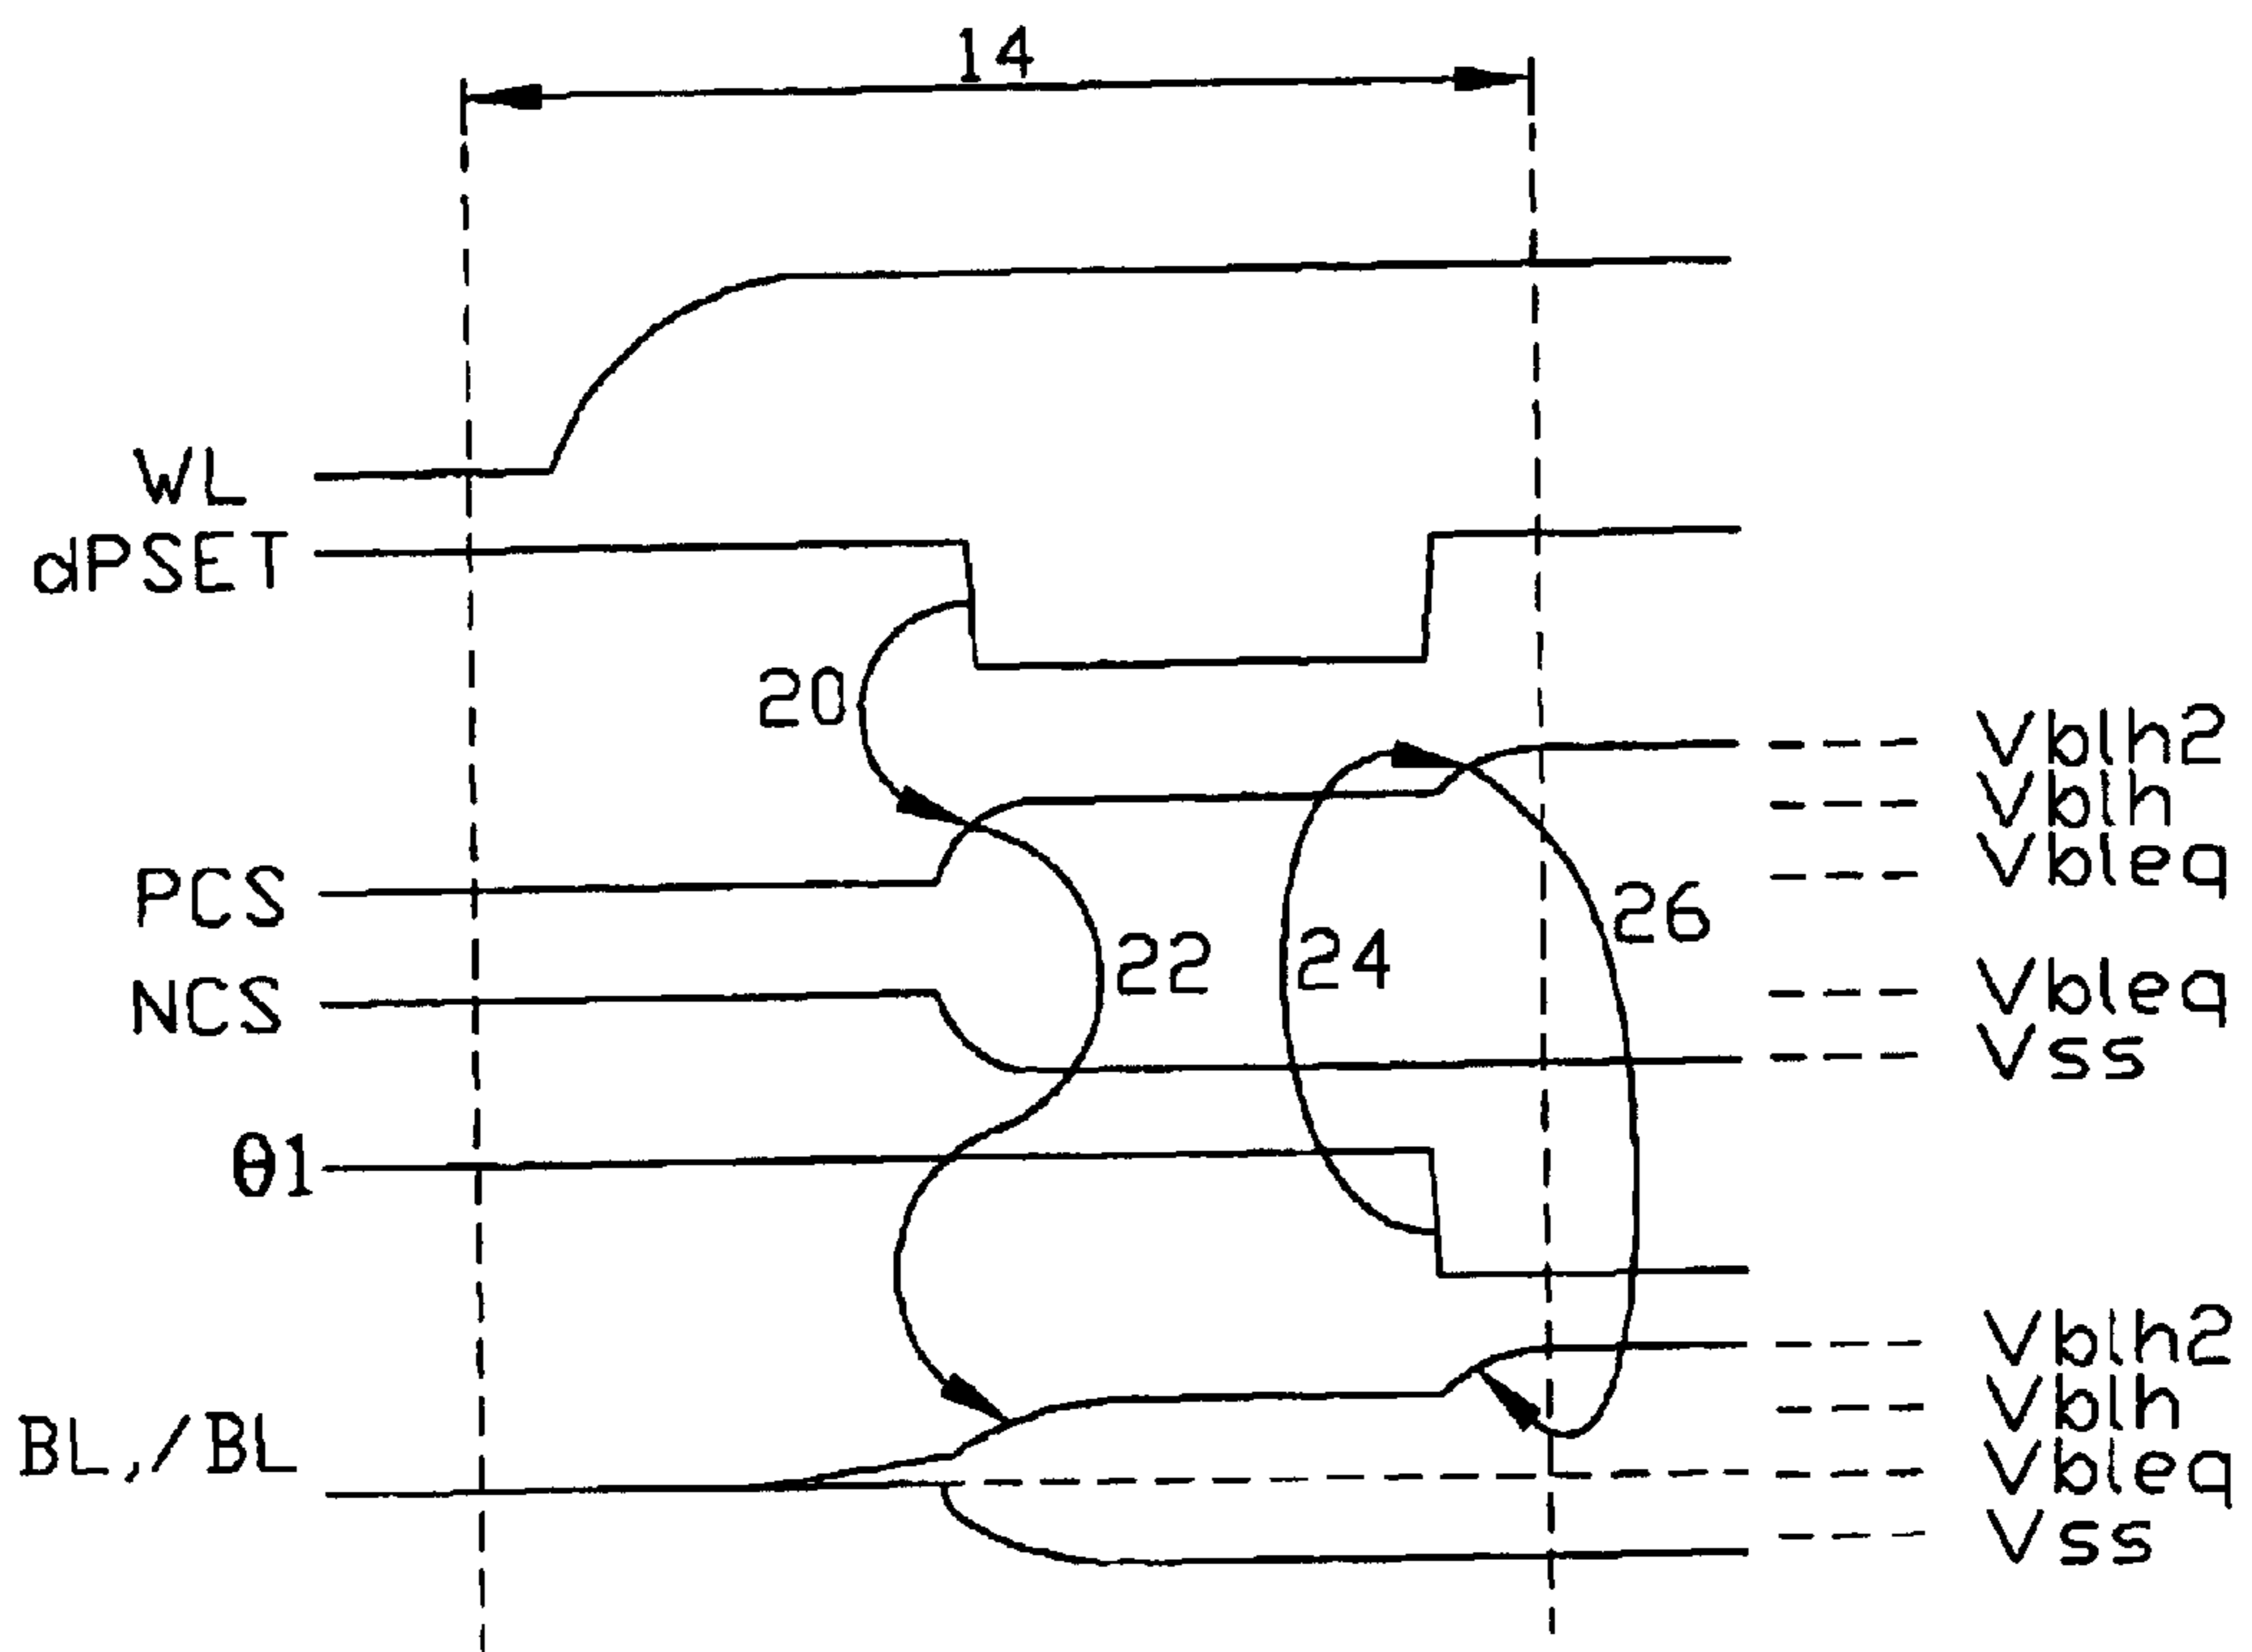 14
WL
dPSET
20
Vblh2
Vblh
Vbleq
PCS
26
22
24
NCS
Vbleq
Vss
θ1
Vblh2
Vblh
BL,/BL
Vbleq
Vss